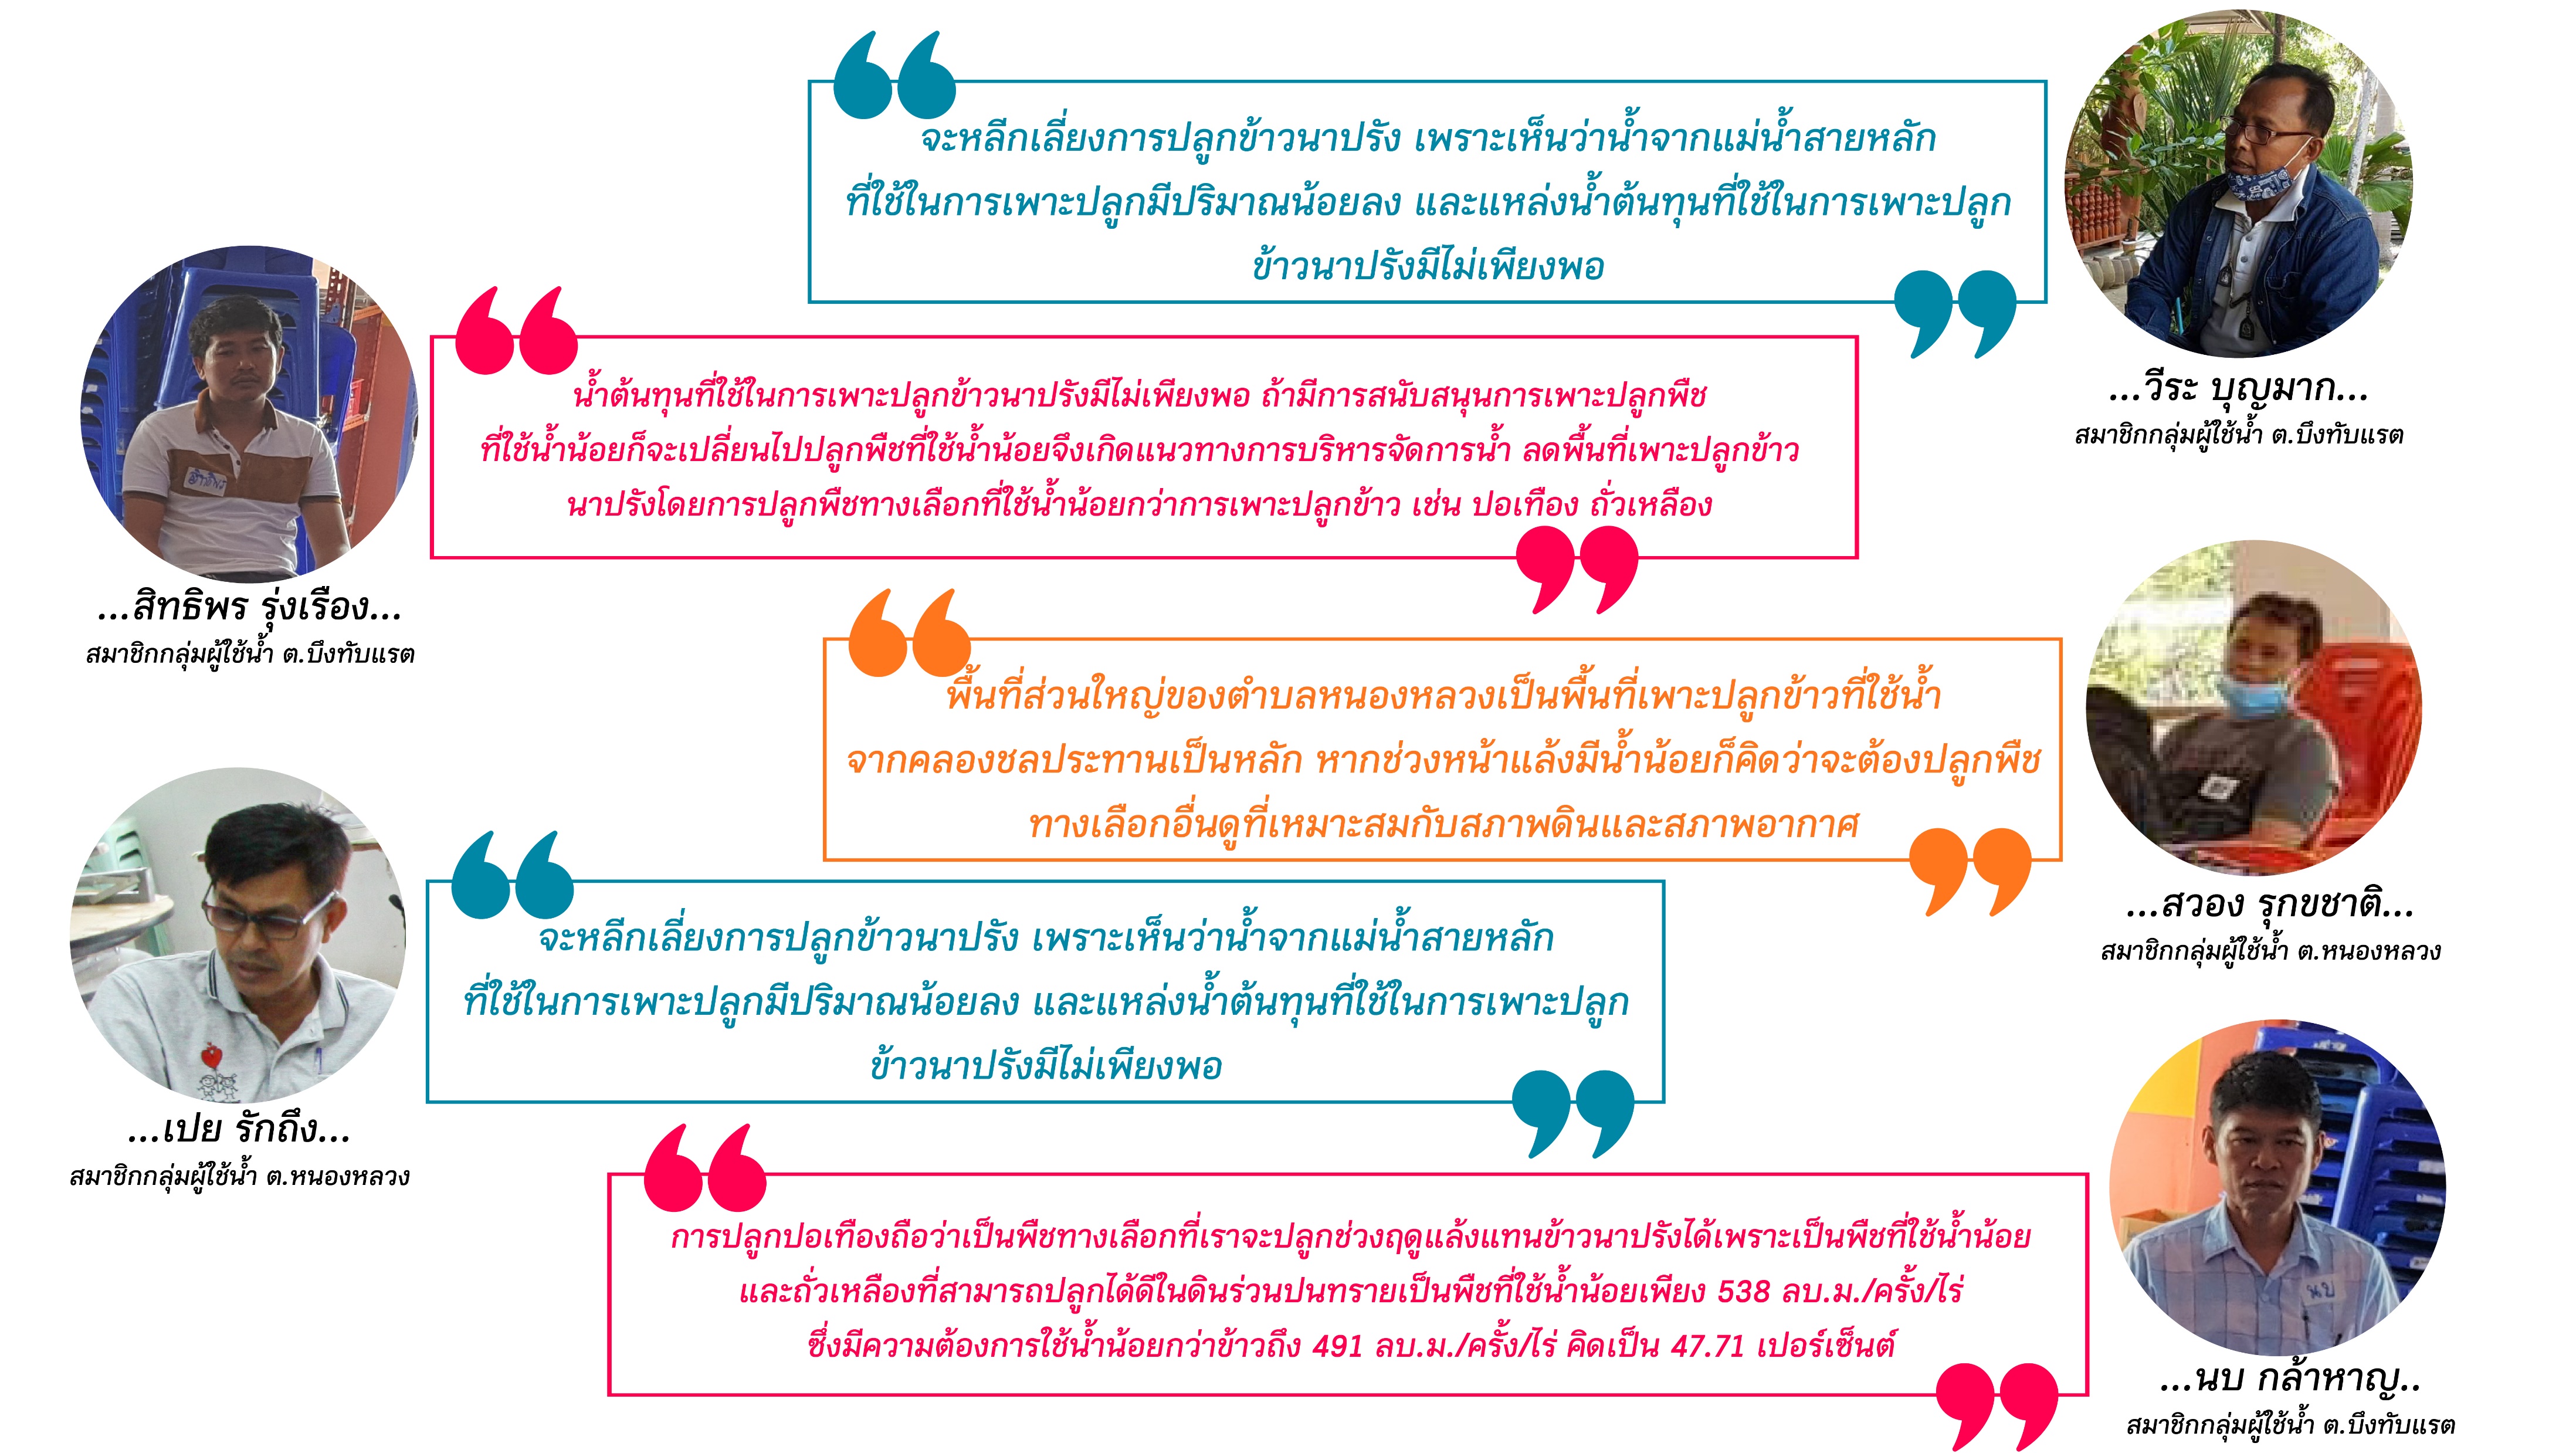 จะหลีกเลี่ยงการปลูกข้าวนาปรัง เพราะเห็นว่าน้ำจากแม่น้ำสายหลัก
ที่ใช้ในการเพาะปลูกมีปริมาณน้อยลง และแหล่งน้ำต้นทุนที่ใช้ในการเพาะปลูก
ข้าวนาปรังมีไม่เพียงพอ
...วีระ บุญมาก...
สมาชิกกลุ่มผู้ใช้น้ำ ต.บึงทับแรต
น้ำต้นทุนที่ใช้ในการเพาะปลูกข้าวนาปรังมีไม่เพียงพอ ถ้ามีการสนับสนุนการเพาะปลูกพืช
ที่ใช้น้ำน้อยก็จะเปลี่ยนไปปลูกพืชที่ใช้น้ำน้อยจึงเกิดแนวทางการบริหารจัดการน้ำ ลดพื้นที่เพาะปลูกข้าว
นาปรังโดยการปลูกพืชทางเลือกที่ใช้น้ำน้อยกว่าการเพาะปลูกข้าว เช่น ปอเทือง ถั่วเหลือง
...สิทธิพร รุ่งเรือง...
สมาชิกกลุ่มผู้ใช้น้ำ ต.บึงทับแรต
พื้นที่ส่วนใหญ่ของตำบลหนองหลวงเป็นพื้นที่เพาะปลูกข้าวที่ใช้น้ำ
จากคลองชลประทานเป็นหลัก หากช่วงหน้าแล้งมีน้ำน้อยก็คิดว่าจะต้องปลูกพืช
ทางเลือกอื่นดูที่เหมาะสมกับสภาพดินและสภาพอากาศ
...สวอง รุกขชาติ...
สมาชิกกลุ่มผู้ใช้น้ำ ต.หนองหลวง
จะหลีกเลี่ยงการปลูกข้าวนาปรัง เพราะเห็นว่าน้ำจากแม่น้ำสายหลัก
ที่ใช้ในการเพาะปลูกมีปริมาณน้อยลง และแหล่งน้ำต้นทุนที่ใช้ในการเพาะปลูก
ข้าวนาปรังมีไม่เพียงพอ
...เปย รักถึง...
สมาชิกกลุ่มผู้ใช้น้ำ ต.หนองหลวง
การปลูกปอเทืองถือว่าเป็นพืชทางเลือกที่เราจะปลูกช่วงฤดูแล้งแทนข้าวนาปรังได้เพราะเป็นพืชที่ใช้น้ำน้อย
และถั่วเหลืองที่สามารถปลูกได้ดีในดินร่วนปนทรายเป็นพืชที่ใช้น้ำน้อยเพียง 538 ลบ.ม./ครั้ง/ไร่
ซึ่งมีความต้องการใช้น้ำน้อยกว่าข้าวถึง 491 ลบ.ม./ครั้ง/ไร่ คิดเป็น 47.71 เปอร์เซ็นต์
นบ
...นบ กล้าหาญ..
สมาชิกกลุ่มผู้ใช้น้ำ ต.บึงทับแรต